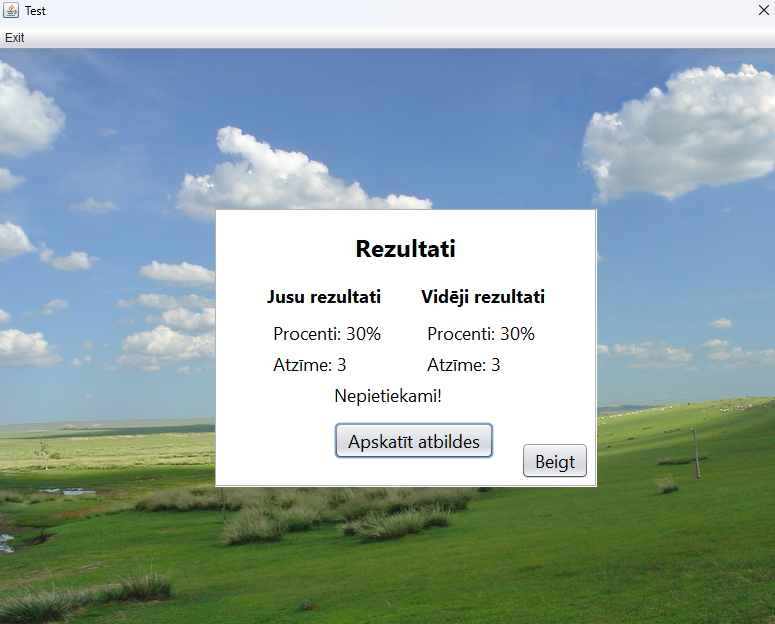 Test
Exit
Rezultati
Jusu rezultati Vidēji rezultati
Procenti: 30% Procenti: 30%
Atzīme: 3 Atzīme: 3
Nepietiekami!
Apskatīt atbildes
Beigt